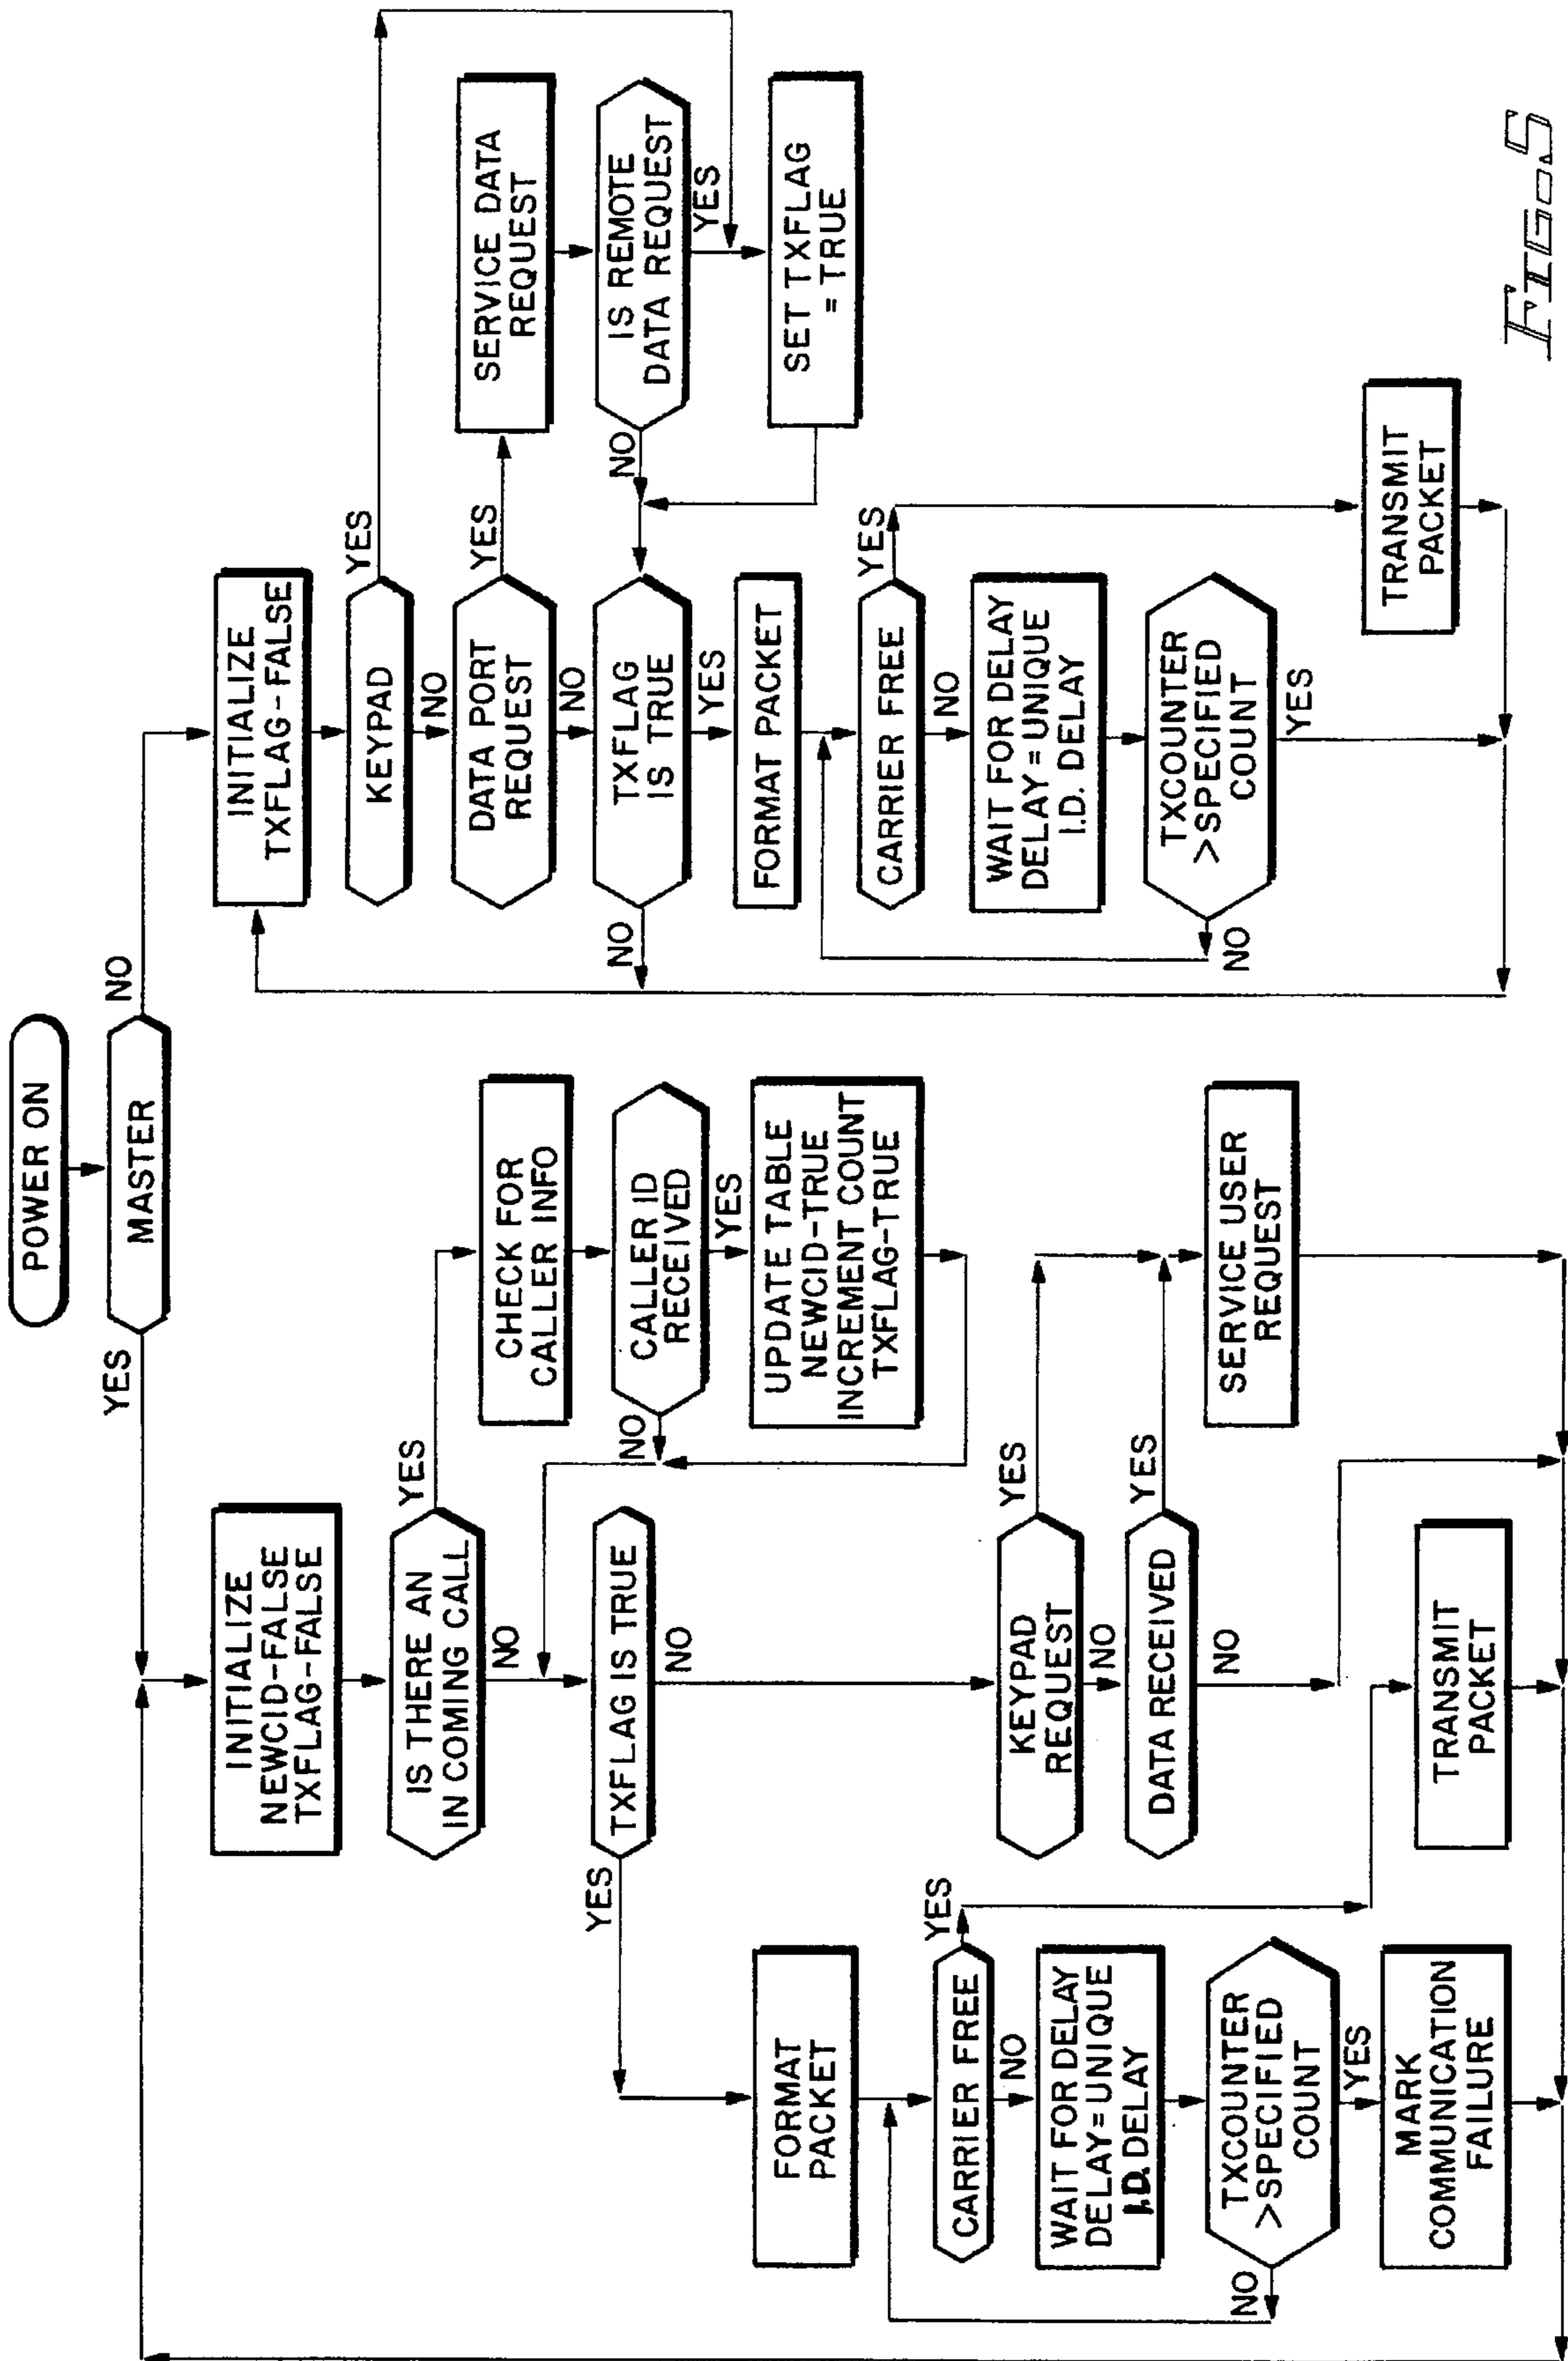 POWER ON
MASTER
YES
NO
INITIALIZE
NEWCID-FALSE
TXFLAG-FALSE
IS THERE AN
IN COMING CALL
YES
NO
CHECK FOR
CALLER INFO
CALLER ID
RECEIVED
NO
YES
UPDATE TABLE
NEWCID-TRUE
INCREMENT COUNT
TXFLAG-TRUE
TXFLAG IS TRUE
YES
NO
FORMAT
PACKET
CARRIER FREE
YES
NO
WAIT FOR DELAY
DELAY=UNIQUE
I.D. DELAY
TXCOUNTER
>SPECIFIED
COUNT
NO
YES
MARK
COMMUNICATION
FAILURE
KEYPAD
REQUEST
YES
NO
DATA RECEIVED
YES
NO
SERVICE USER
REQUEST
TRANSMIT
PACKET
INITIALIZE
TXFLAG-FALSE
KEYPAD
YES
NO
DATA PORT
REQUEST
YES
NO
SERVICE DATA
REQUEST
IS REMOTE
DATA REQUEST
NO
YES
SET TXFLAG
= TRUE
TXFLAG
IS TRUE
NO
YES
FORMAT PACKET
CARRIER FREE
YES
NO
WAIT FOR DELAY
DELAY=UNIQUE
I.D. DELAY
TXCOUNTER
>SPECIFIED
COUNT
NO
YES
TRANSMIT
PACKET
FIG-5